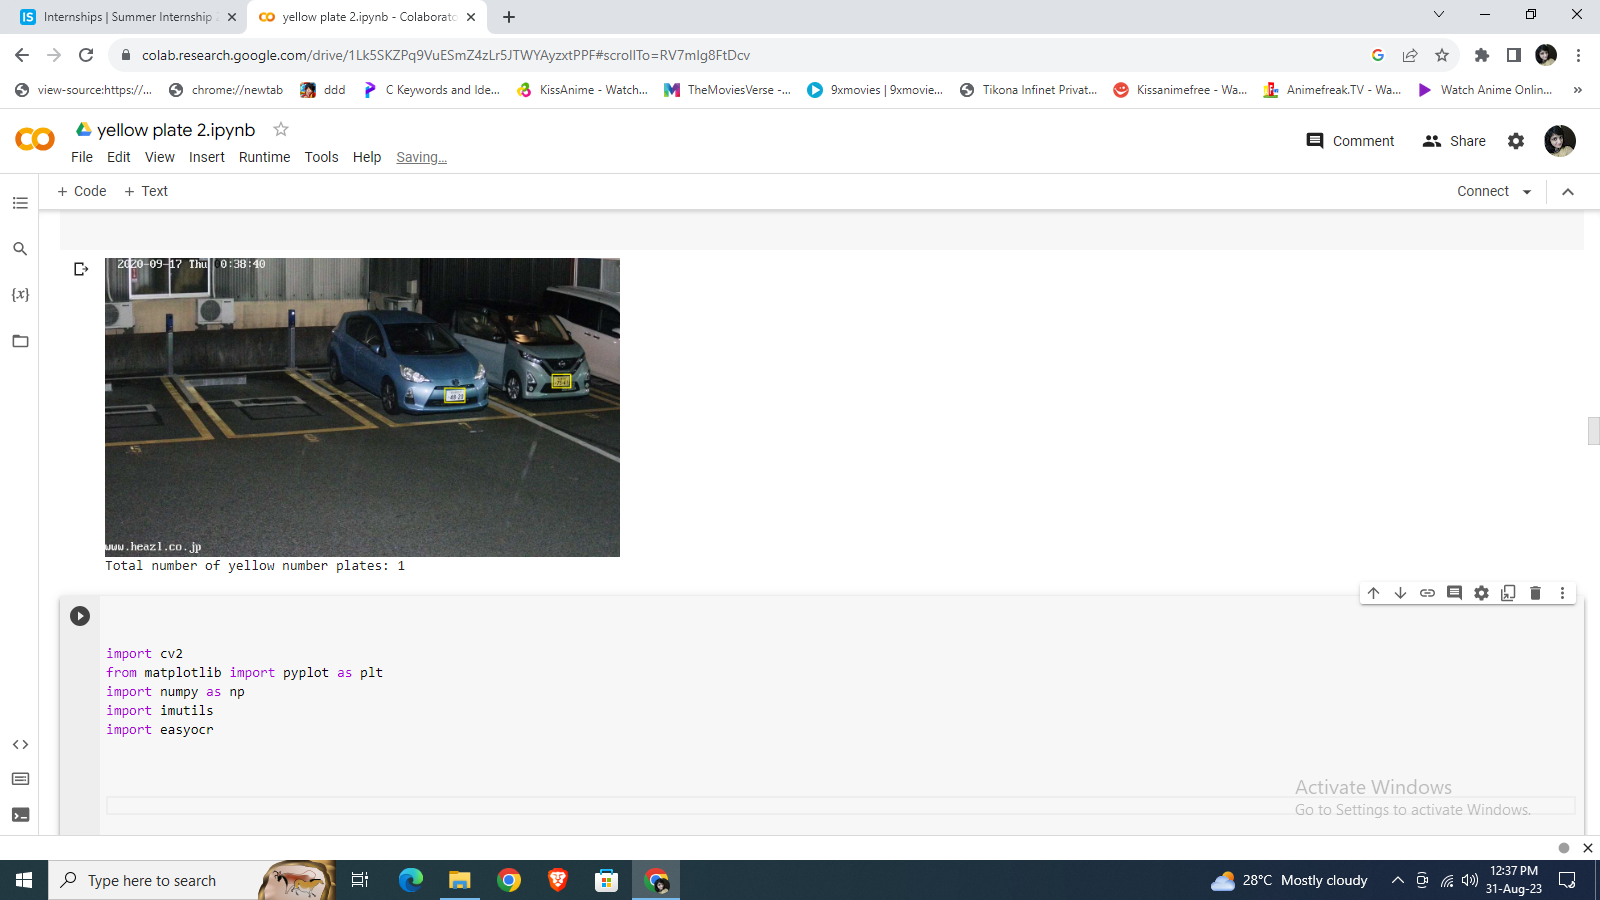 Internships | Summer Internship
yellow plate 2.ipynb - Colaborato
colab.research.google.com/drive/1Lk5SKZPq9VuESmZ4zLr5JTWYAyzxtPPF#scrollTo=RV7mIg8FtDcv
view-source:https://... chrome://newtab ddd C Keywords and Ide... KissAnime - Watch... TheMoviesVerse -... 9xmovies | 9xmovie... Tikona Infinet Privat... Kissanimefree - Wa... Animefreak.TV - Wa... Watch Anime Onlin... »
yellow plate 2.ipynb
Comment Share
File Edit View Insert Runtime Tools Help Saving...
+ Code + Text
Connect
{x}
2020-09-17 Thu 0:38:40
www.heazl.co.jp
Total number of yellow number plates: 1
import cv2
from matplotlib import pyplot as plt
import numpy as np
import imutils
import easyocr
Activate Windows
Go to Settings to activate Windows.
Type here to search
28°C Mostly cloudy
12:37 PM
31-Aug-23